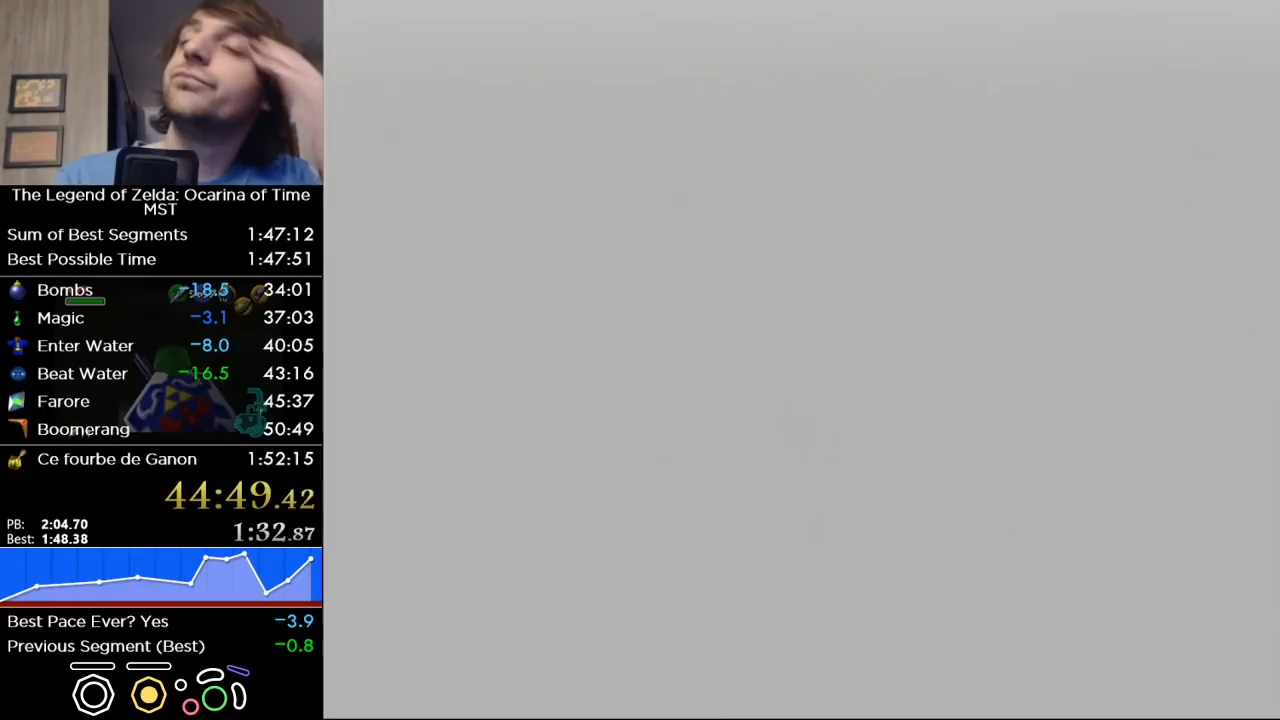 The Legend of Zelda: Ocarina of Time
MST
Sum of Best Segments 1:47:12
Best Possible Time 1:47:51
Bombs −18.5 34:01
Magic −3.1 37:03
Enter Water −8.0 40:05
Beat Water −16.5 43:16
Farore 45:37
Boomerang 50:49
Ce fourbe de Ganon 1:52:15
44:49.42
PB: 2:04.70
Best: 1:48.38
1:32.87
Best Pace Ever? Yes −3.9
Previous Segment (Best) −0.8